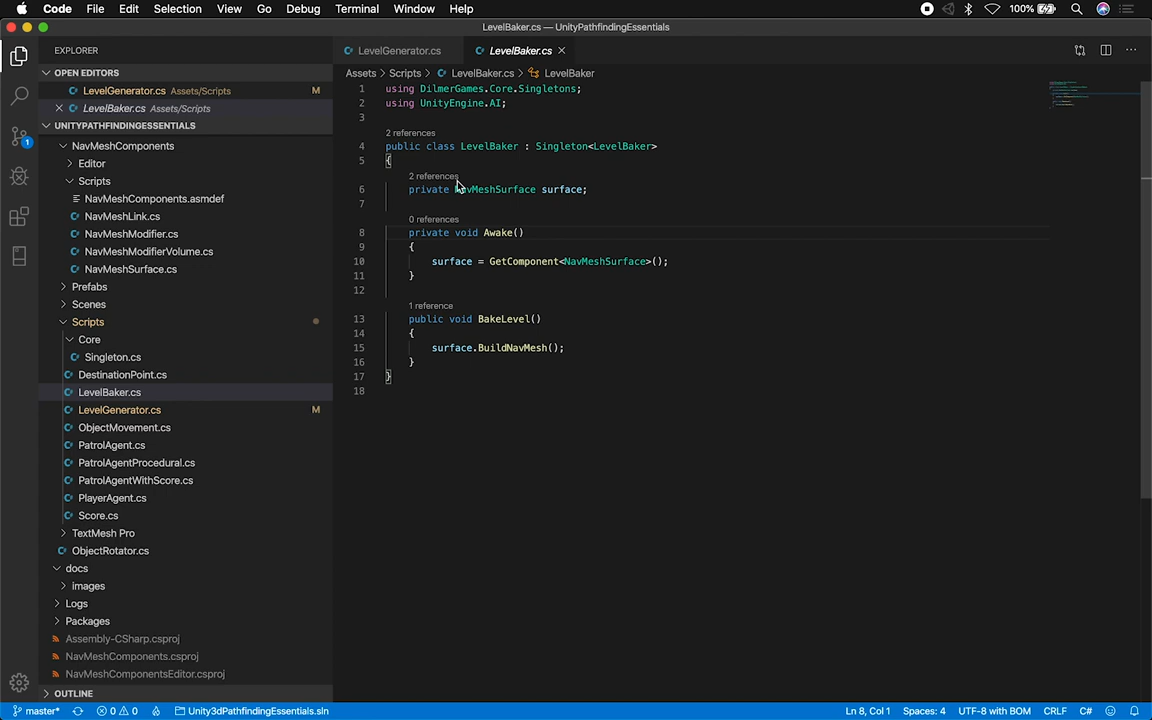 Code File Edit Selection View Go Debug Terminal Window Help 100%
LevelBaker.cs — UnityPathfindingEssentials
EXPLORER
OPEN EDITORS
LevelGenerator.cs Assets/Scripts M
LevelBaker.cs Assets/Scripts
UNITYPATHFINDINGESSENTIALS
NavMeshComponents
Editor
Scripts
NavMeshComponents.asmdef
NavMeshLink.cs
NavMeshModifier.cs
NavMeshModifierVolume.cs
NavMeshSurface.cs
Prefabs
Scenes
Scripts
Core
Singleton.cs
DestinationPoint.cs
LevelBaker.cs
LevelGenerator.cs M
ObjectMovement.cs
PatrolAgent.cs
PatrolAgentProcedural.cs
PatrolAgentWithScore.cs
PlayerAgent.cs
Score.cs
TextMesh Pro
ObjectRotator.cs
docs
images
Logs
Packages
Assembly-CSharp.csproj
NavMeshComponents.csproj
NavMeshComponentsEditor.csproj
OUTLINE
LevelGenerator.cs LevelBaker.cs
Assets > Scripts > LevelBaker.cs > LevelBaker
1 using DilmerGames.Core.Singletons;
2 using UnityEngine.AI;
3
2 references
4 public class LevelBaker : Singleton<LevelBaker>
5 {
2 references
6 private NavMeshSurface surface;
7
0 references
8 private void Awake()
9 {
10 surface = GetComponent<NavMeshSurface>();
11 }
12
1 reference
13 public void BakeLevel()
14 {
15 surface.BuildNavMesh();
16 }
17 }
18
1
master* 0 0 Unity3dPathfindingEssentials.sln Ln 8, Col 1 Spaces: 4 UTF-8 with BOM CRLF C#